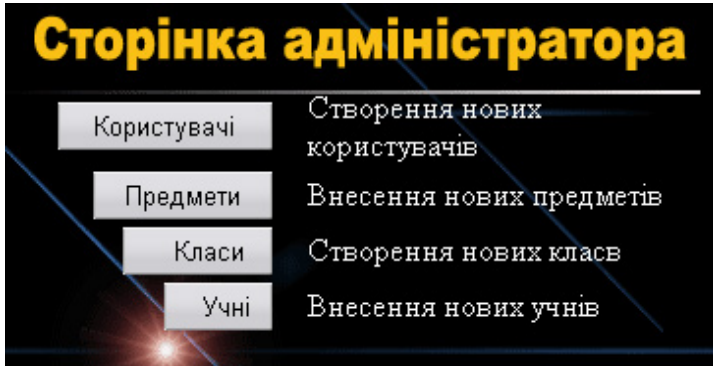 Сторінка адміністратора
Користувачі
Створення нових
користувачів
Предмети
Внесення нових предметів
Класи
Створення нових класв
Учні
Внесення нових учнів